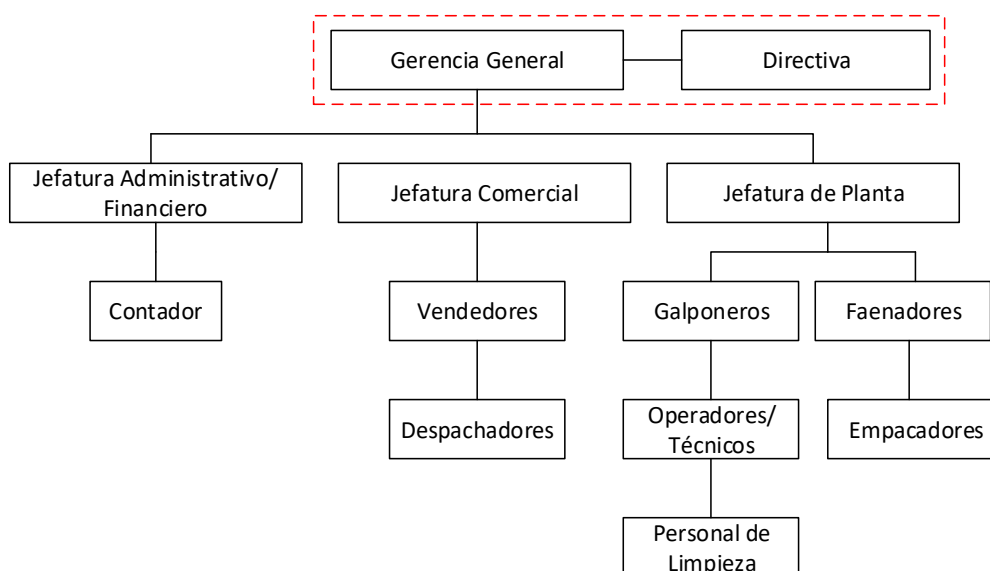 Gerencia General
Directiva
Jefatura Administrativo/
Financiero
Jefatura Comercial
Jefatura de Planta
Contador
Vendedores
Galponeros
Faenadores
Despachadores
Operadores/
Técnicos
Empacadores
Personal de
Limpieza